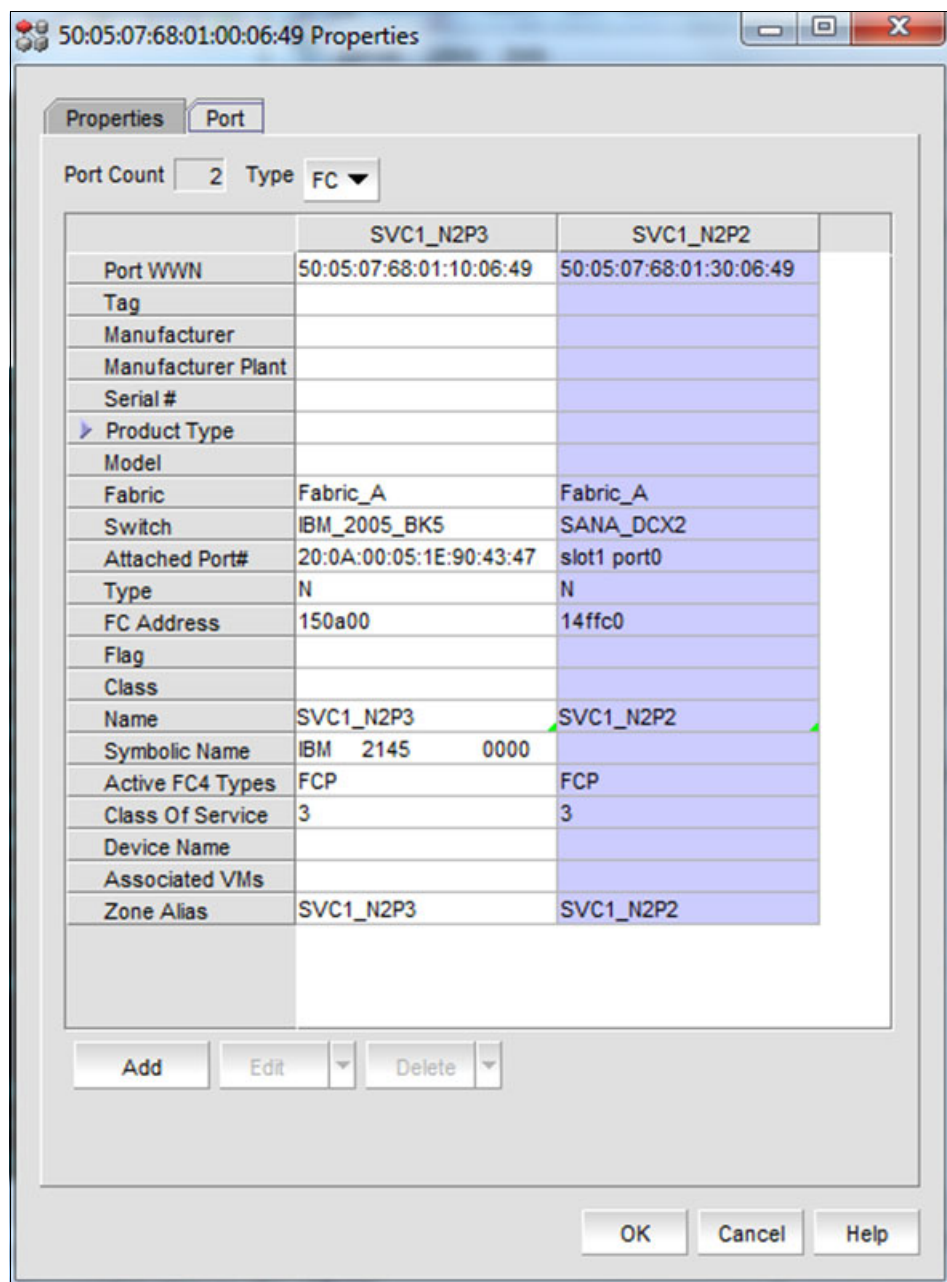 50:05:07:68:01:00:06:49 Properties
Properties Port
Port Count 2 Type FC
SVC1_N2P3 SVC1_N2P2
Port WWN 50:05:07:68:01:10:06:49 50:05:07:68:01:30:06:49
Tag
Manufacturer
Manufacturer Plant
Serial #
Product Type
Model
Fabric Fabric_A Fabric_A
Switch IBM_2005_BK5 SANA_DCX2
Attached Port# 20:0A:00:05:1E:90:43:47 slot1 port0
Type N N
FC Address 150a00 14ffc0
Flag
Class
Name SVC1_N2P3 SVC1_N2P2
Symbolic Name IBM 2145 0000
Active FC4 Types FCP FCP
Class Of Service 3 3
Device Name
Associated VMs
Zone Alias SVC1_N2P3 SVC1_N2P2
Add Edit Delete
OK Cancel Help